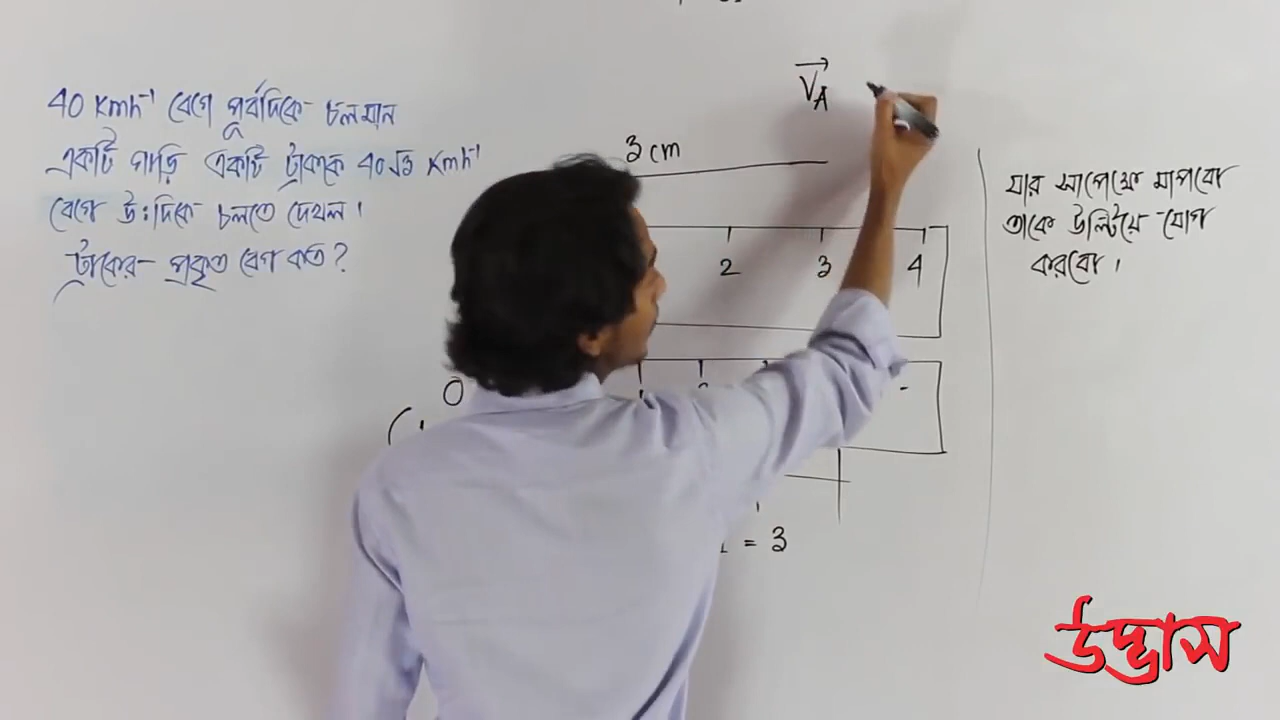 40 Kmh⁻¹ বেগে পূর্বদিকে চলমান
একটি গাড়ি একটি ট্রাককে 40√3 Kmh⁻¹
বেগে উঃদিকে চলতে দেখল।
ট্রাকের প্রকৃত বেগ কত?
V⃗A
3 cm
2 3 4
0
= 3
যার সাপেক্ষে মাপবো
তাকে উল্টিয়ে যোগ
করবো।
উদ্ভাস